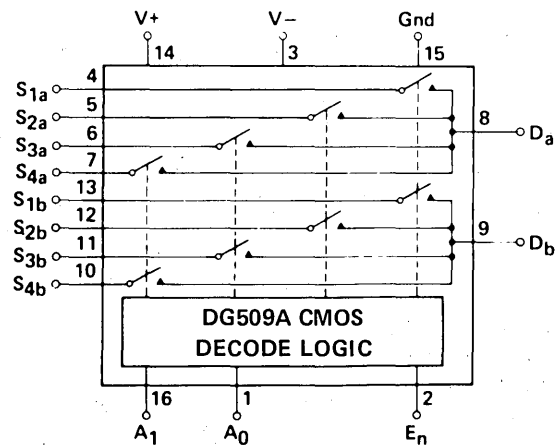 V+ V− Gnd
14 3 15
S1a 4
S2a 5
S3a 6
S4a 7
8 Da
S1b 13
S2b 12
S3b 11
S4b 10
9 Db
DG509A CMOS
DECODE LOGIC
16 1 2
A1 A0 En